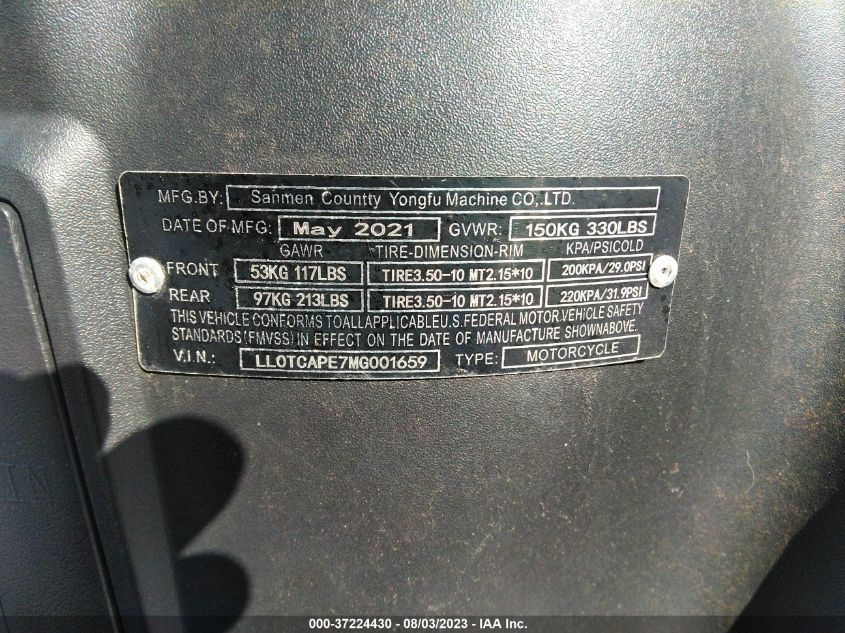 MFG.BY: Sanmen Countty Yongfu Machine CO,.LTD.
DATE OF MFG: May 2021 GVWR: 150KG 330LBS
GAWR TIRE-DIMENSION-RIM KPA/PSICOLD
FRONT 53KG 117LBS TIRE3.50-10 MT2.15*10 200KPA/29.0PSI
REAR 97KG 213LBS TIRE3.50-10 MT2.15*10 220KPA/31.9PSI
THIS VEHICLE CONFORMS TOALLAPPLICABLEU.S.FEDERAL MOTOR.VEHICLE SAFETY
STANDARDS (FMVSS) IN EFFECT ON THE DATE OF MANUFACTURE SHOWNABOVE.
V.I.N.: LL0TCAPE7MG001659 TYPE: MOTORCYCLE
000-37224430 - 08/03/2023 - IAA Inc.